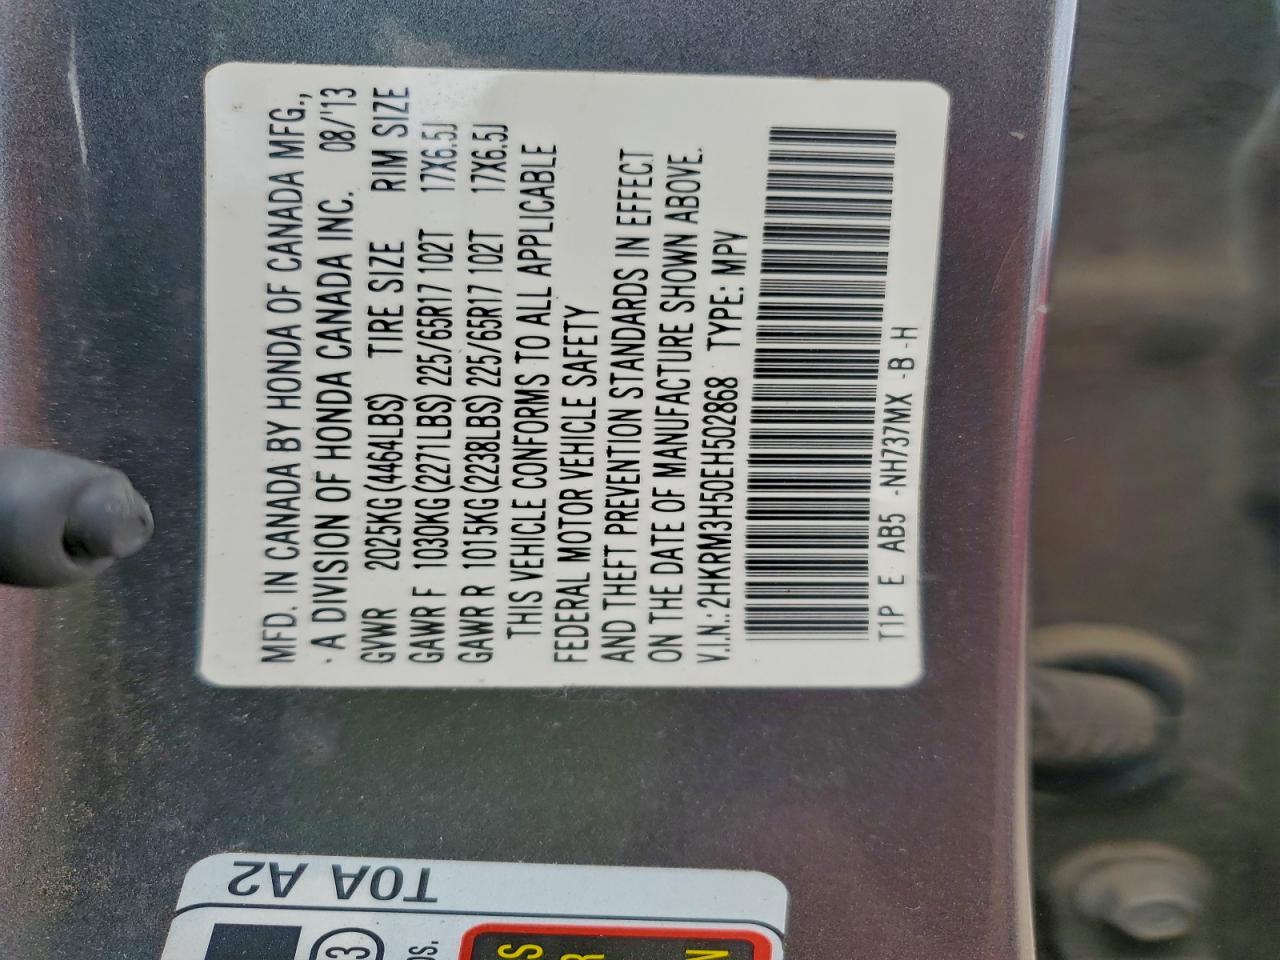 MFD. IN CANADA BY HONDA OF CANADA MFG.,
. A DIVISION OF HONDA CANADA INC. 08/'13
GVWR 2025KG (4464LBS) TIRE SIZE RIM SIZE
GAWR F 1030KG (2271LBS) 225/65R17 102T 17X6.5J
GAWR R 1015KG (2238LBS) 225/65R17 102T 17X6.5J
THIS VEHICLE CONFORMS TO ALL APPLICABLE
FEDERAL MOTOR VEHICLE SAFETY
AND THEFT PREVENTION STANDARDS IN EFFECT
ON THE DATE OF MANUFACTURE SHOWN ABOVE.
V.I.N.: 2HKRM3H50EH502868 TYPE: MPV
T1P E AB5 -NH737MX -B -H
T0A A2